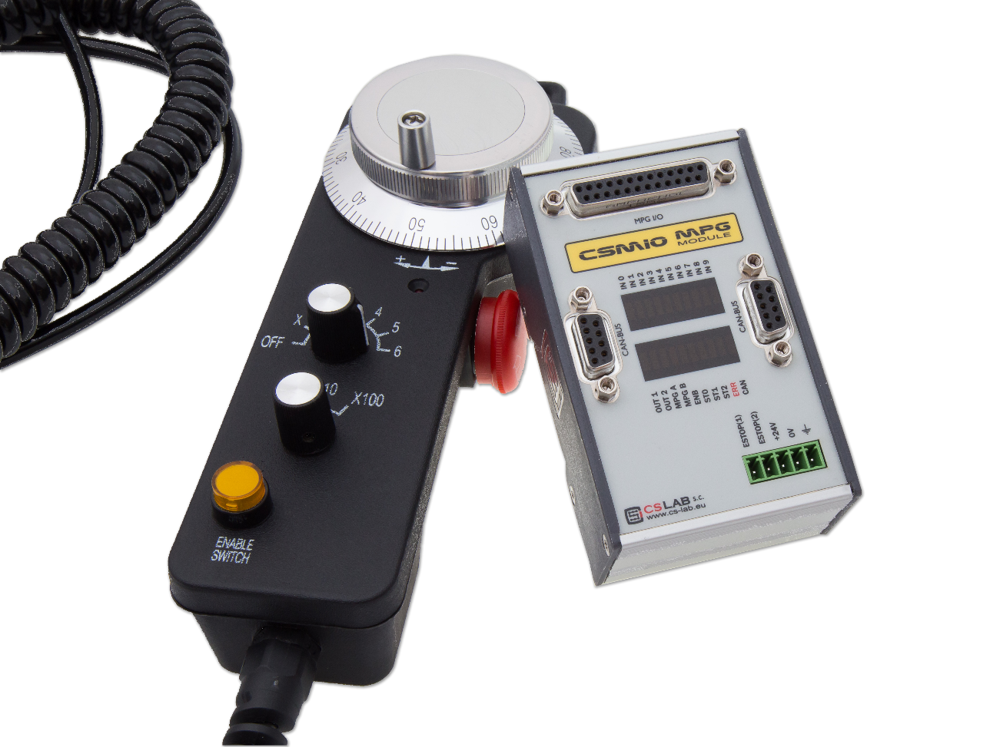 30
40
50
60
80
+ −
X
OFF
4
5
6
10
X100
ENABLE
SWITCH
MPG I/O
CSMIO MPG
MODULE
IN 0
IN 1
IN 2
IN 3
IN 4
IN 5
IN 6
IN 7
IN 8
IN 9
CAN-BUS
CAN-BUS
OUT 1
OUT 2
MPG A
MPG B
ENB
ST0
ST1
ST2
ERR
CAN
ESTOP(1)
ESTOP(2)
+24V
0V
CS LAB s.c.
www.cs-lab.eu